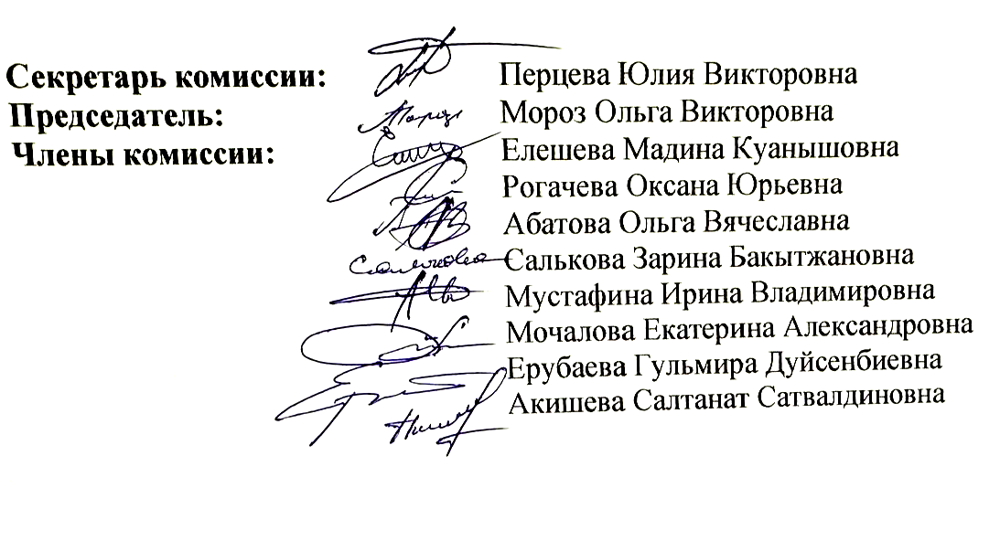 Секретарь комиссии: Перцева Юлия Викторовна
Председатель: Мороз Ольга Викторовна
Члены комиссии: Елешева Мадина Куанышовна
Рогачева Оксана Юрьевна
Абатова Ольга Вячеславна
Салькова Зарина Бакытжановна
Мустафина Ирина Владимировна
Мочалова Екатерина Александровна
Ерубаева Гульмира Дуйсенбиевна
Акишева Салтанат Сатвалдиновна